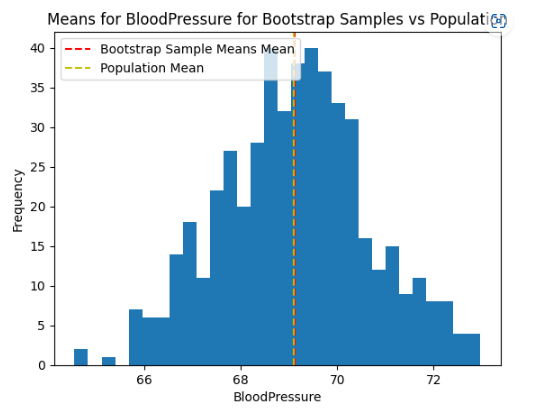 Means for BloodPressure for Bootstrap Samples vs Population
Bootstrap Sample Means Mean
Population Mean
40
35
30
25
20
15
10
5
0
Frequency
66 68 70 72
BloodPressure